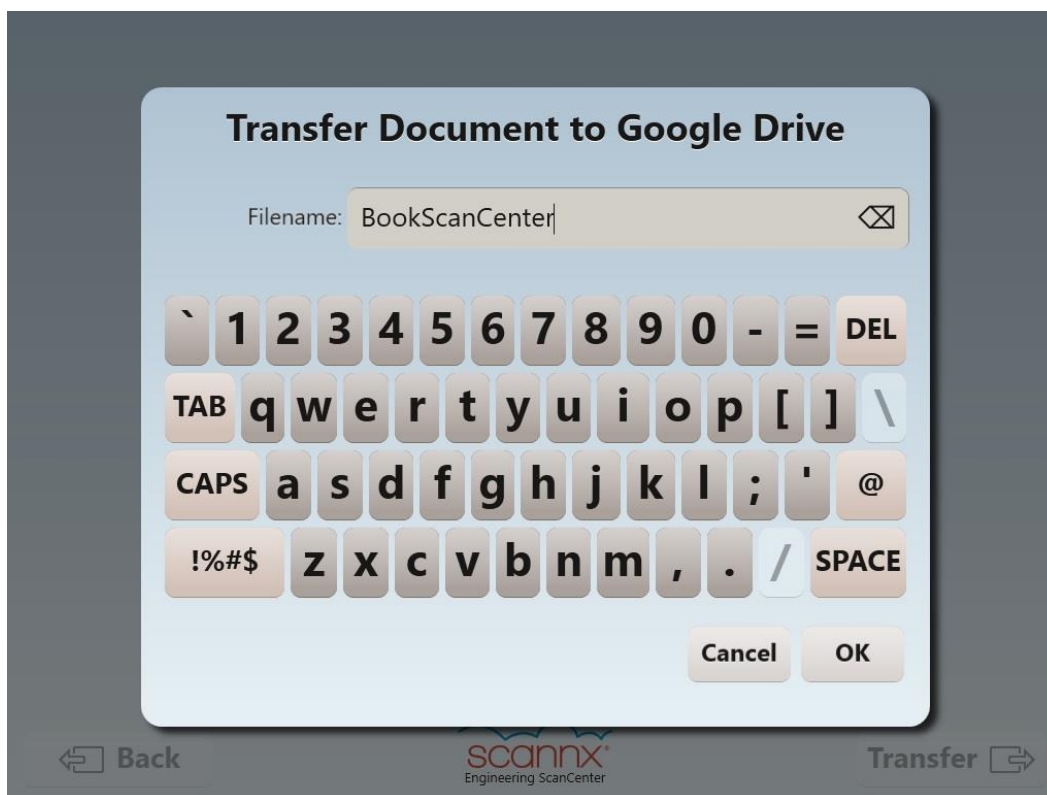 Transfer Document to Google Drive
Filename: BookScanCenter
` 1 2 3 4 5 6 7 8 9 0 - = DEL
TAB q w e r t y u i o p [ ] \
CAPS a s d f g h j k l ; ' @
!%#$ z x c v b n m , . / SPACE
Cancel OK
Back
scannx
Engineering ScanCenter
Transfer